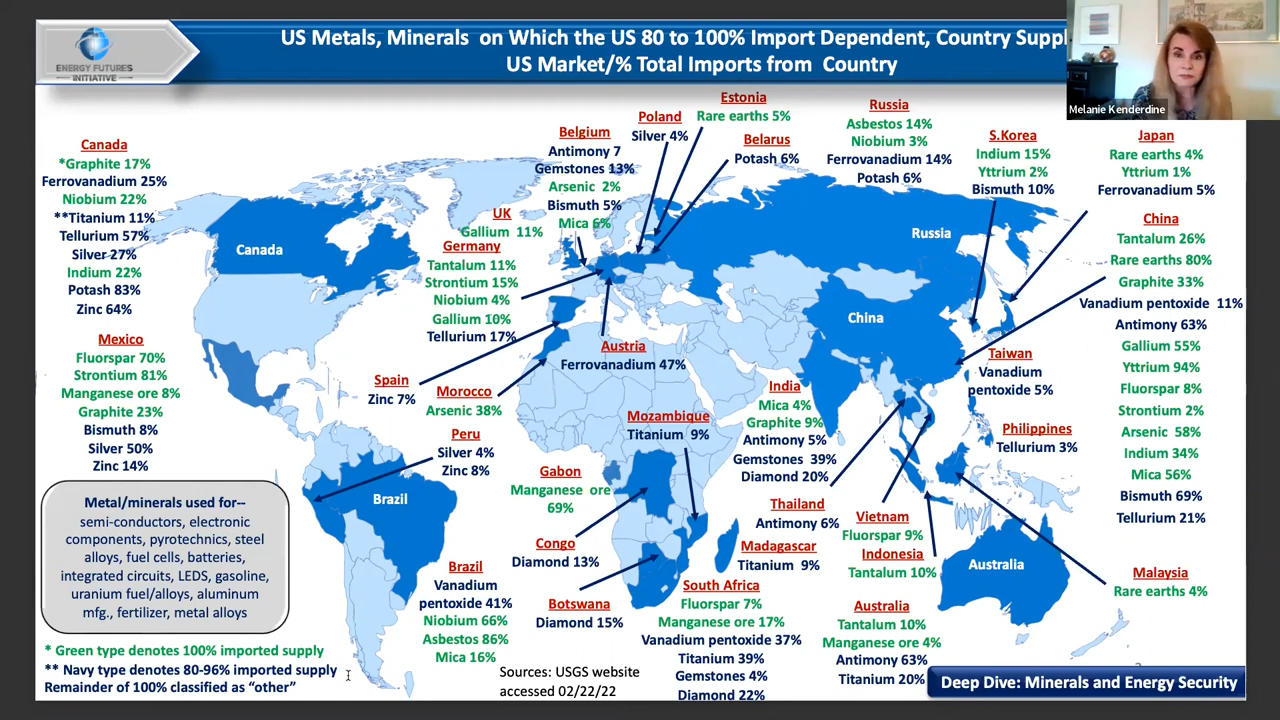 ENERGY FUTURES
INITIATIVE
US Metals, Minerals on Which the US 80 to 100% Import Dependent, Country
US Market/% Total Imports from Country
Melanie Kenderdine
Canada
*Graphite 17%
Ferrovanadium 25%
Niobium 22%
**Titanium 11%
Tellurium 57%
Silver 27%
Indium 22%
Potash 83%
Zinc 64%
Mexico
Fluorspar 70%
Strontium 81%
Manganese ore 8%
Graphite 23%
Bismuth 8%
Silver 50%
Zinc 14%
Metal/minerals used for--
semi-conductors, electronic
components, pyrotechnics, steel
alloys, fuel cells, batteries,
integrated circuits, LEDS, gasoline,
uranium fuel/alloys, aluminum
mfg., fertilizer, metal alloys
* Green type denotes 100% imported supply
** Navy type denotes 80-96% imported supply
Remainder of 100% classified as “other”
Canada
Brazil
Russia
China
Australia
Belgium
Antimony 7
Gemstones 13%
Arsenic 2%
Bismuth 5%
Mica 6%
Poland
Silver 4%
Estonia
Rare earths 5%
Belarus
Potash 6%
Russia
Asbestos 14%
Niobium 3%
Ferrovanadium 14%
Potash 6%
S.Korea
Indium 15%
Yttrium 2%
Bismuth 10%
Japan
Rare earths 4%
Yttrium 1%
Ferrovanadium 5%
China
Tantalum 26%
Rare earths 80%
Graphite 33%
Vanadium pentoxide 11%
Antimony 63%
Gallium 55%
Yttrium 94%
Fluorspar 8%
Strontium 2%
Arsenic 58%
Indium 34%
Mica 56%
Bismuth 69%
Tellurium 21%
UK
Gallium 11%
Germany
Tantalum 11%
Strontium 15%
Niobium 4%
Gallium 10%
Tellurium 17%
Austria
Ferrovanadium 47%
Spain
Zinc 7%
Morocco
Arsenic 38%
Peru
Silver 4%
Zinc 8%
Mozambique
Titanium 9%
India
Mica 4%
Graphite 9%
Antimony 5%
Gemstones 39%
Diamond 20%
Taiwan
Vanadium
pentoxide 5%
Philippines
Tellurium 3%
Gabon
Manganese ore
69%
Congo
Diamond 13%
Botswana
Diamond 15%
Brazil
Vanadium
pentoxide 41%
Niobium 66%
Asbestos 86%
Mica 16%
Thailand
Antimony 6%
Madagascar
Titanium 9%
Vietnam
Fluorspar 9%
Indonesia
Tantalum 10%
South Africa
Fluorspar 7%
Manganese ore 17%
Vanadium pentoxide 37%
Titanium 39%
Gemstones 4%
Diamond 22%
Australia
Tantalum 10%
Manganese ore 4%
Antimony 63%
Titanium 20%
Malaysia
Rare earths 4%
Sources: USGS website
accessed 02/22/22
Deep Dive: Minerals and Energy Security